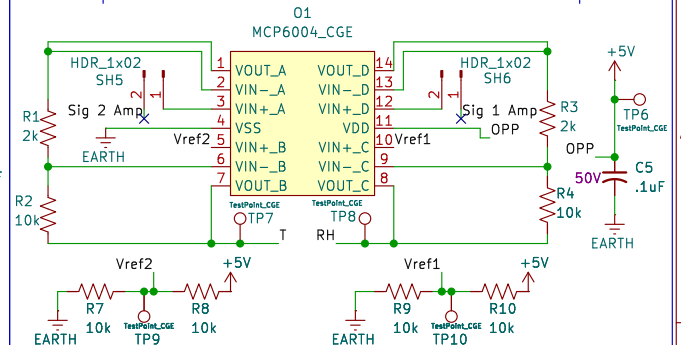 O1
MCP6004_CGE
HDR_1x02
SH5
2
1
Sig 2 Amp
1 VOUT_A VOUT_D 14
2 VIN-_A VIN-_D 13
3 VIN+_A VIN+_D 12
4 VSS VDD 11
5 VIN+_B VIN+_C 10
6 VIN-_B VIN-_C 9
7 VOUT_B VOUT_C 8
HDR_1x02
SH6
2
1
Sig 1 Amp
+5V
R1
2k
R3
2k
TP6
TestPoint_CGE
EARTH
Vref2
Vref1
OPP
OPP
50V
C5
.1uF
R2
10k
R4
10k
TestPoint_CGE
TP7
TestPoint_CGE
TP8
T
RH
EARTH
Vref2
+5V
R7
10k
R8
10k
EARTH
TestPoint_CGE
TP9
Vref1
+5V
R9
10k
R10
10k
EARTH
TestPoint_CGE
TP10